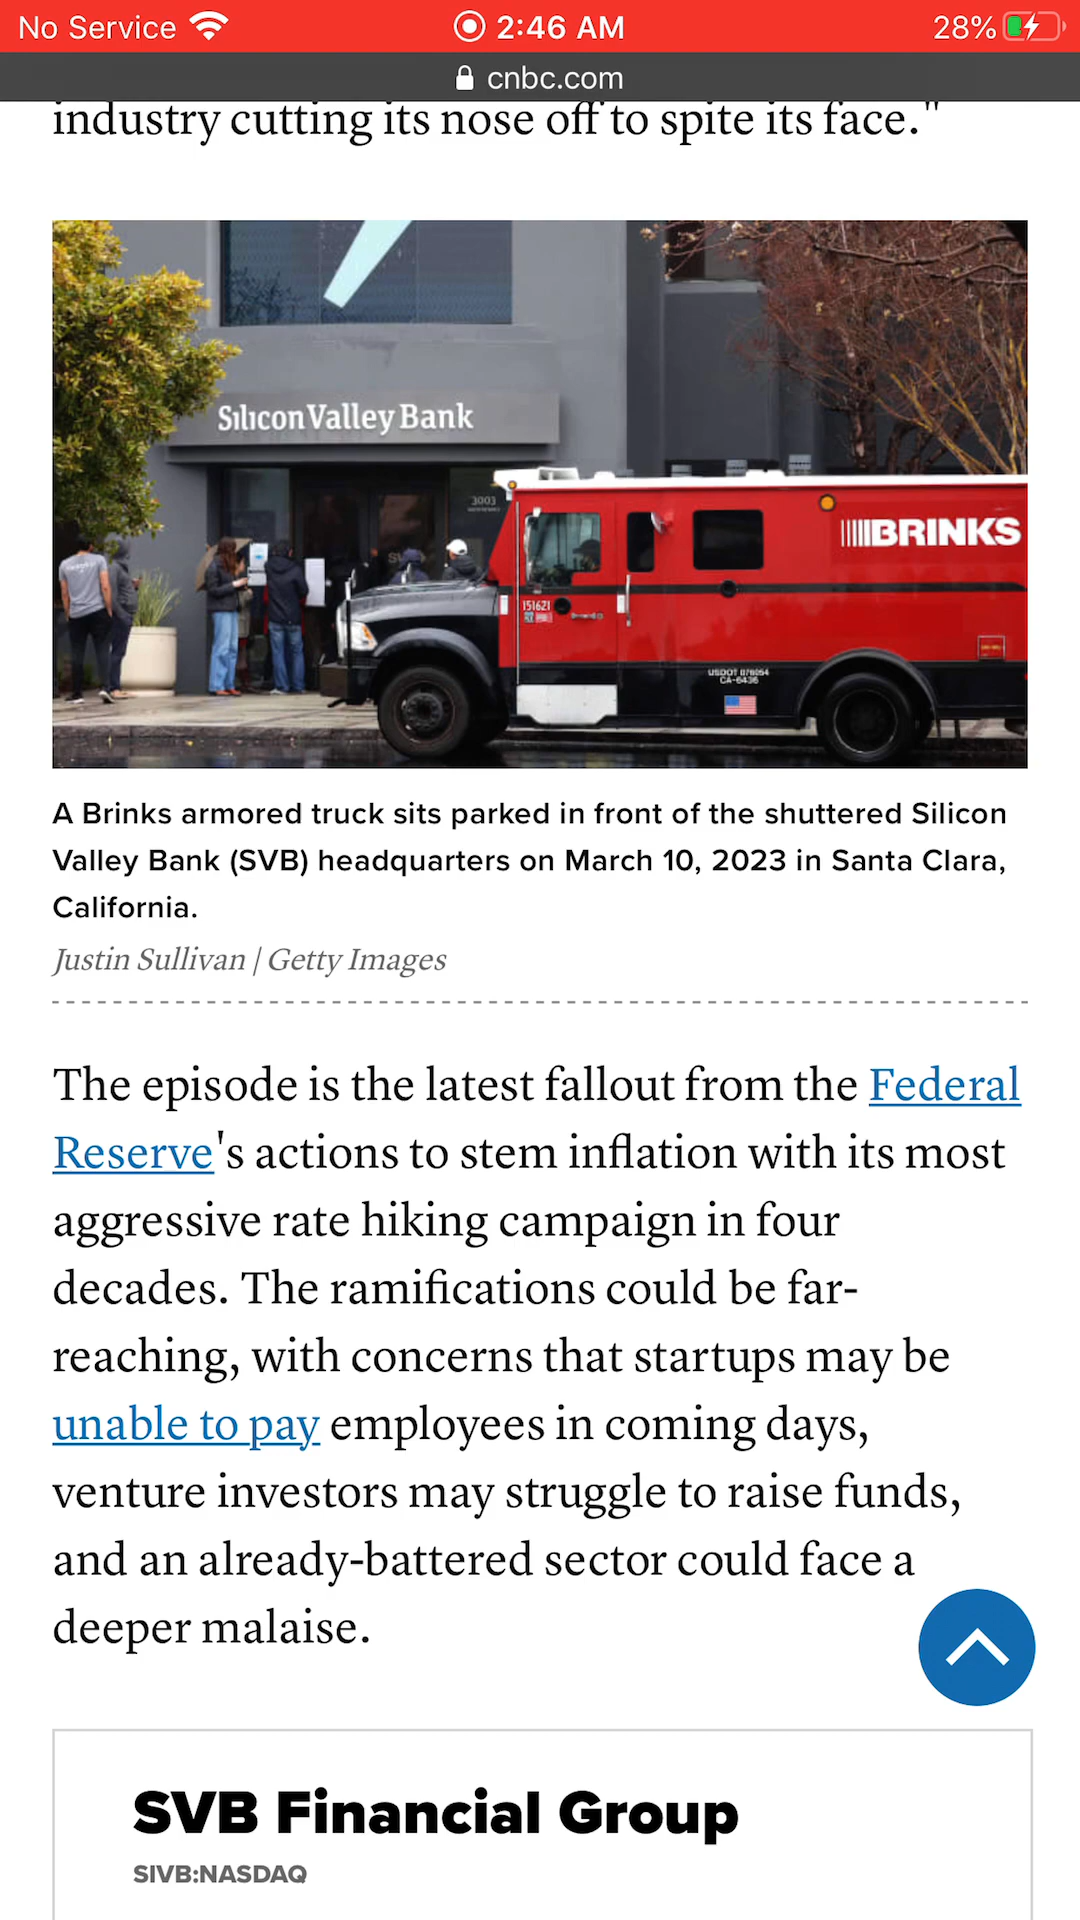 No Service 2:46 AM 28%
cnbc.com
industry cutting its nose off to spite its face."
Silicon Valley Bank
3003
BRINKS
151621
USDOT 078054
CA-6436
A Brinks armored truck sits parked in front of the shuttered Silicon
Valley Bank (SVB) headquarters on March 10, 2023 in Santa Clara,
California.
Justin Sullivan | Getty Images
The episode is the latest fallout from the Federal
Reserve's actions to stem inflation with its most
aggressive rate hiking campaign in four
decades. The ramifications could be far-
reaching, with concerns that startups may be
unable to pay employees in coming days,
venture investors may struggle to raise funds,
and an already-battered sector could face a
deeper malaise.
SVB Financial Group
SIVB:NASDAQ